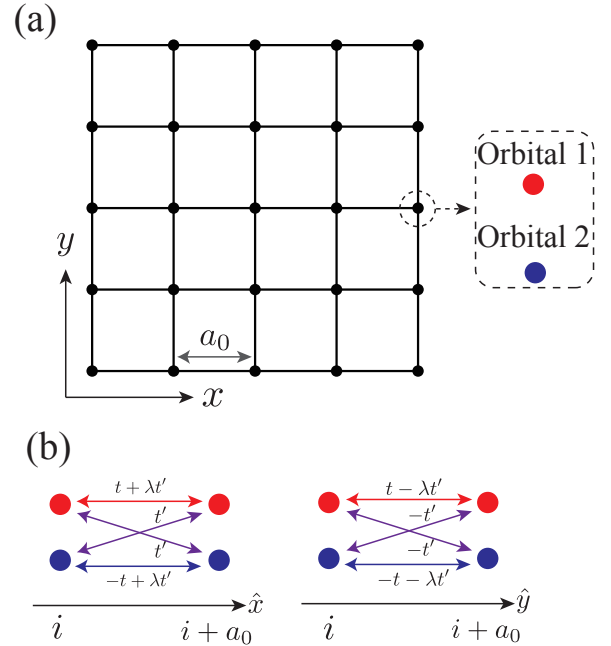 (a)
Orbital 1
Orbital 2
y
a₀
x
(b)
t + λt′
t′
t′
−t + λt′
x̂
i
i + a₀
t − λt′
−t′
−t′
−t − λt′
ŷ
i
i + a₀